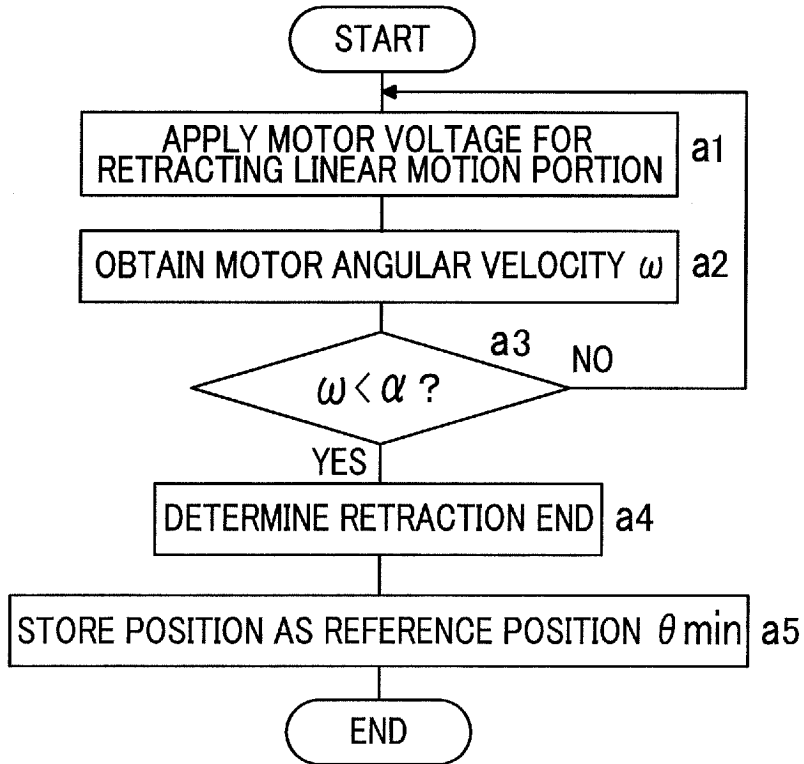 START
APPLY MOTOR VOLTAGE FOR
RETRACTING LINEAR MOTION PORTION
a1
OBTAIN MOTOR ANGULAR VELOCITY ω
a2
a3
ω < α ?
NO
YES
DETERMINE RETRACTION END
a4
STORE POSITION AS REFERENCE POSITION θ min
a5
END